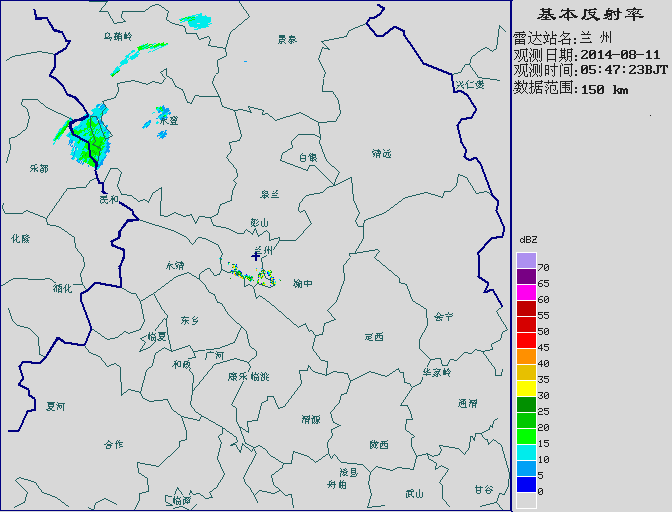 基本反射率
雷达站名:兰 州
观测日期:2014-08-11
观测时间:05:47:23BJT
数据范围:150 km
dBZ
70
65
60
55
50
45
40
35
30
25
20
15
10
5
0
乌鞘岭
景泰
兴仁堡
永登
白银
靖远
乐都
民和
皋兰
化隆
彭山
兰州
永靖
榆中
循化
东乡
会宁
临夏
定西
广河
和政
康乐
临洮
华家岭
夏河
渭源
通渭
合作
陇西
漳县
岷县
武山
甘谷
临潭